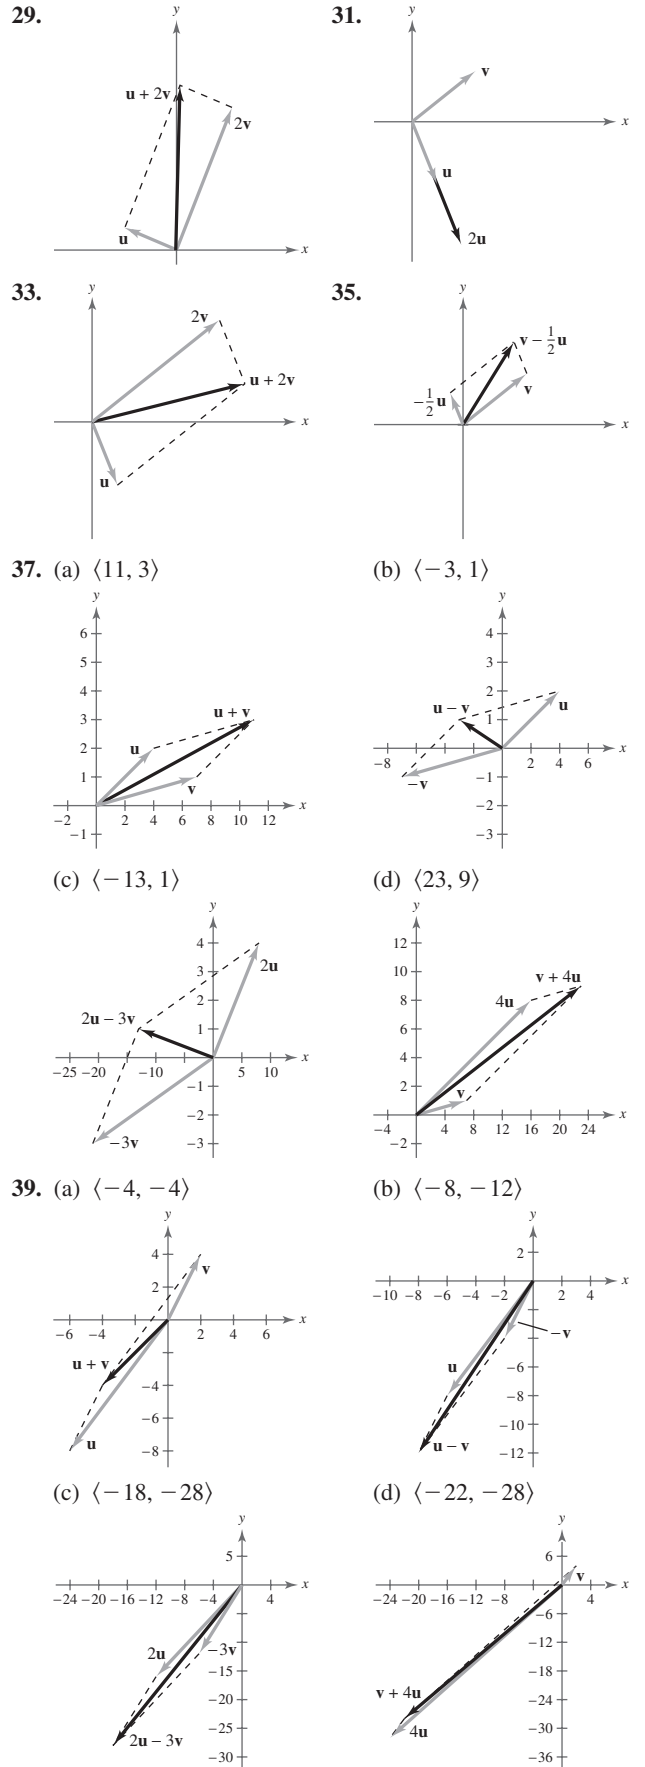 29.
y
u + 2v
2v
u
x
31.
y
v
x
u
2u
33.
y
2v
u + 2v
x
u
35.
y
v − 1/2 u
−1/2 u
v
x
37. (a) ⟨11, 3⟩
y
6
5
4
3
2
1
−1
u + v
u
v
−2 2 4 6 8 10 12
x
(b) ⟨−3, 1⟩
y
4
3
2
1
−1
−2
−3
u − v
u
−v
−8 2 4 6
x
(c) ⟨−13, 1⟩
y
4
3
2
1
−1
−2
−3
2u
2u − 3v
−3v
−25 −20 −10 5 10
x
(d) ⟨23, 9⟩
y
12
10
8
6
4
2
−2
v + 4u
4u
v
−4 4 8 12 16 20 24
x
39. (a) ⟨−4, −4⟩
y
4
2
−4
−6
−8
v
u + v
u
−6 −4 −2 2 4 6
x
(b) ⟨−8, −12⟩
y
2
−6
−8
−10
−12
−v
u
u − v
−10 −8 −6 −4 −2 2 4
x
(c) ⟨−18, −28⟩
y
5
−15
−20
−25
−30
2u
−3v
2u − 3v
−24 −20 −16 −12 −8 −4 4
x
(d) ⟨−22, −28⟩
y
6
−6
−12
−18
−24
−30
−36
v
v + 4u
4u
−24 −20 −16 −12 −8 4
x